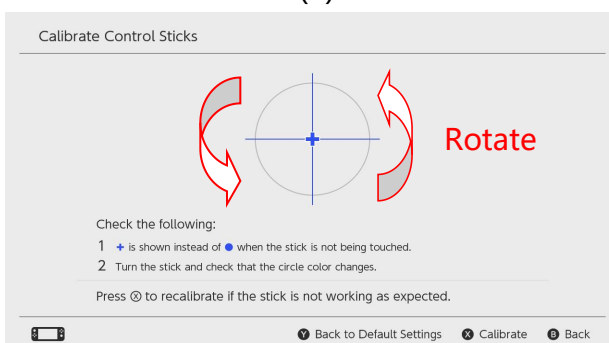 Calibrate Control Sticks
Rotate
Check the following:
1 + is shown instead of ● when the stick is not being touched.
2 Turn the stick and check that the circle color changes.
Press Ⓧ to recalibrate if the stick is not working as expected.
Ⓨ Back to Default Settings Ⓧ Calibrate Ⓑ Back